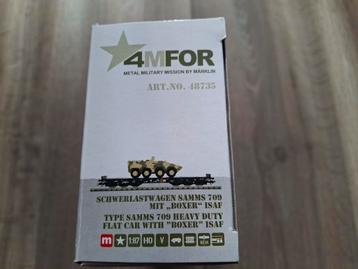 4MFOR
METAL MILITARY MISSION BY MÄRKLIN
ART.NO. 48735
SCHWERLASTWAGEN SAMMS 709
MIT „BOXER" ISAF
TYPE SAMMS 709 HEAVY DUTY
FLAT CAR WITH "BOXER" ISAF
m 1:87 H0 V